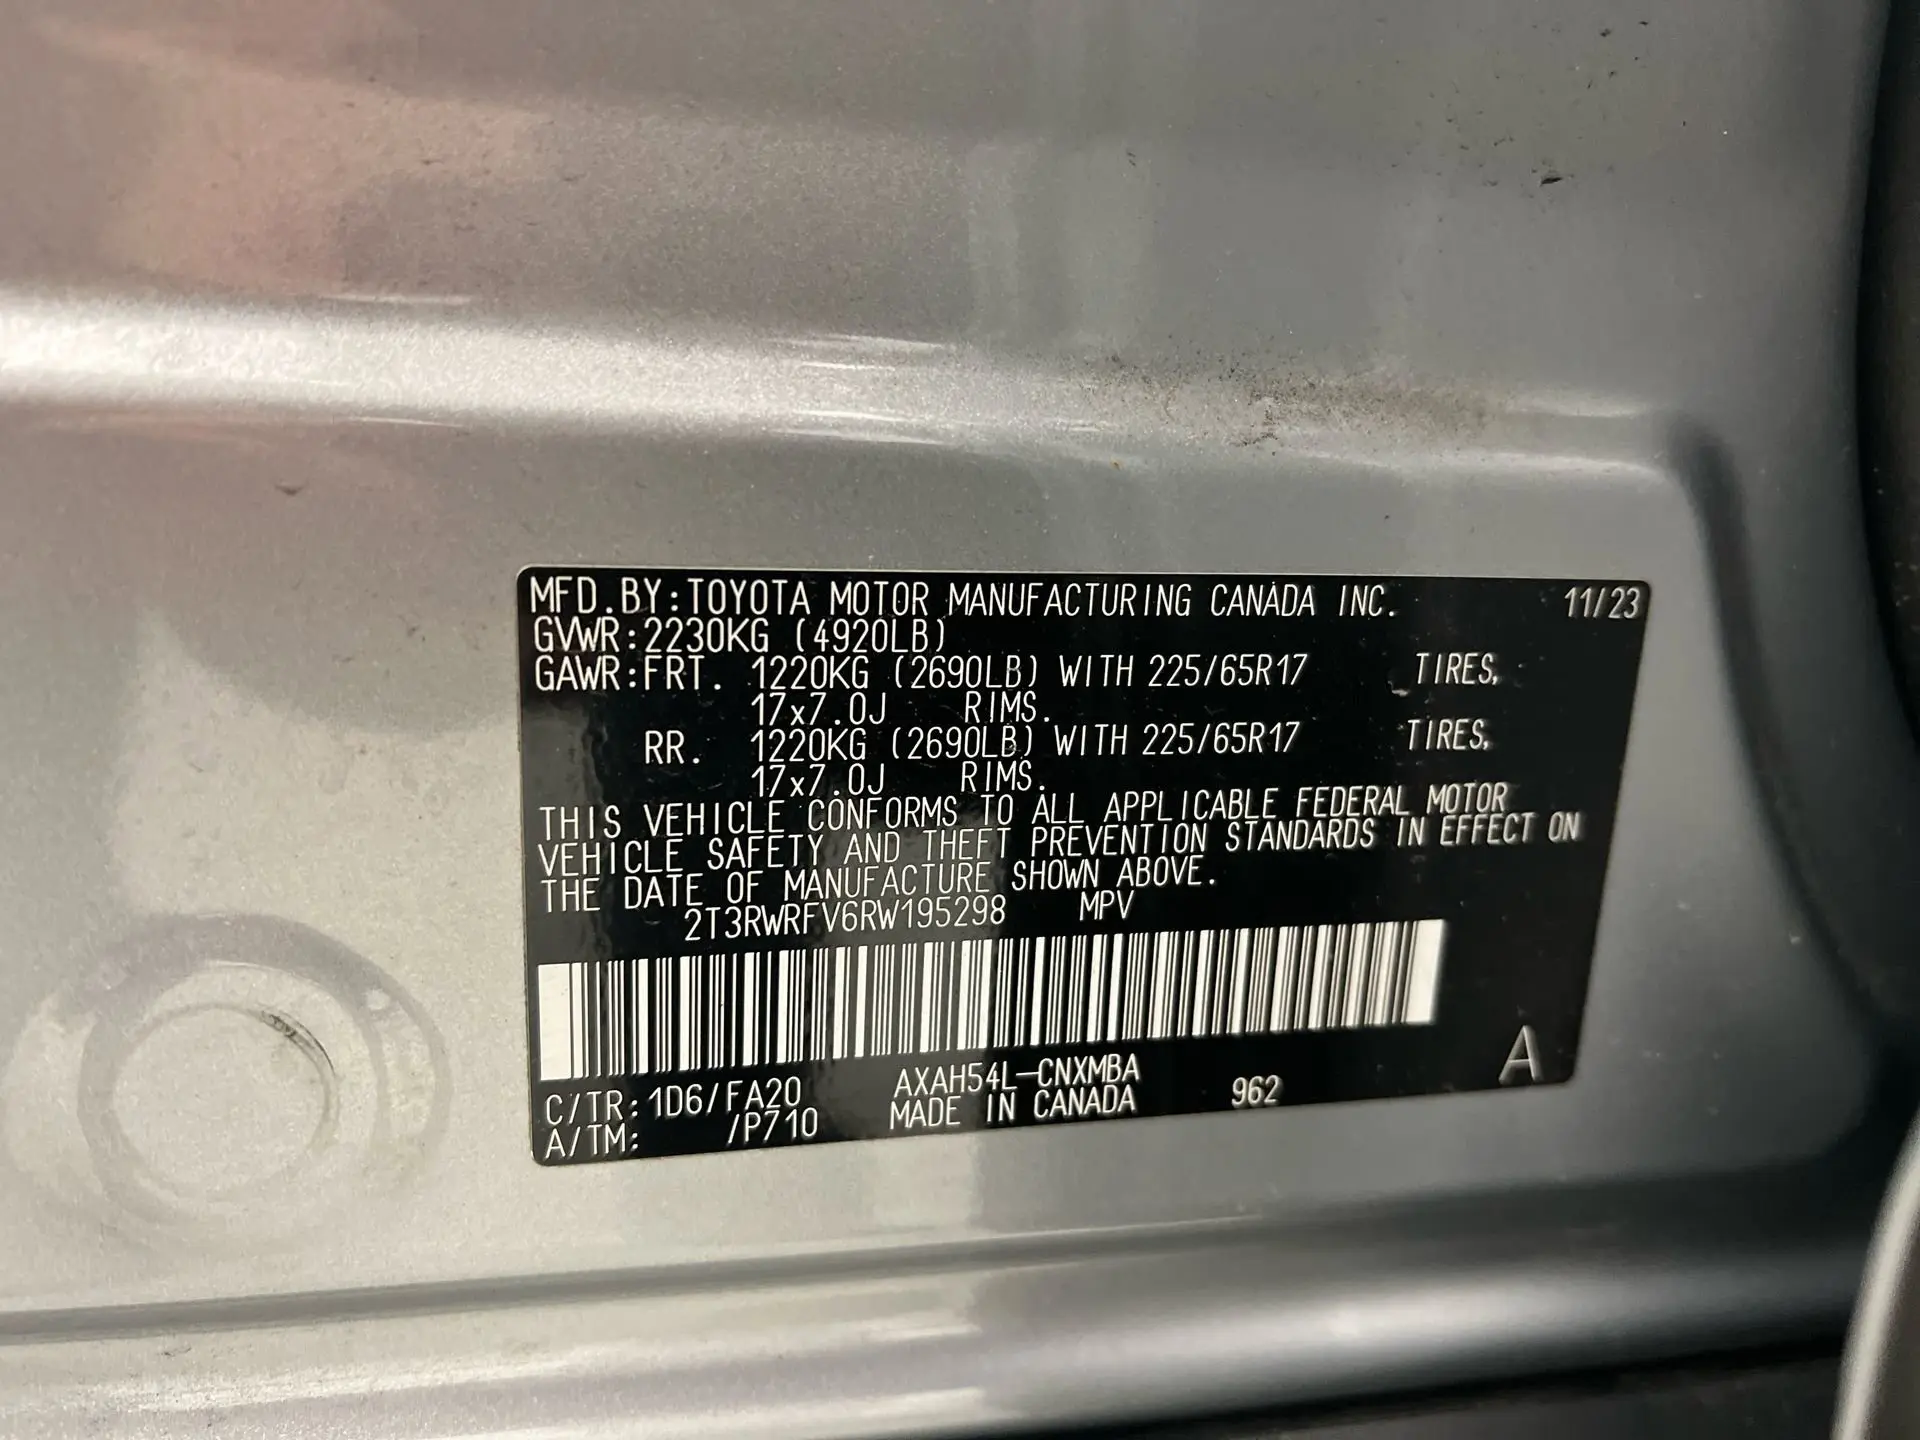 MFD.BY:TOYOTA MOTOR MANUFACTURING CANADA INC. 11/23
GVWR:2230KG (4920LB)
GAWR:FRT. 1220KG (2690LB) WITH 225/65R17 TIRES,
17x7.0J RIMS.
RR. 1220KG (2690LB) WITH 225/65R17 TIRES,
17x7.0J RIMS.
THIS VEHICLE CONFORMS TO ALL APPLICABLE FEDERAL MOTOR
VEHICLE SAFETY AND THEFT PREVENTION STANDARDS IN EFFECT ON
THE DATE OF MANUFACTURE SHOWN ABOVE.
2T3RWRFV6RW195298 MPV
C/TR:1D6/FA20 AXAH54L-CNXMBA 962 A
A/TM: /P710 MADE IN CANADA